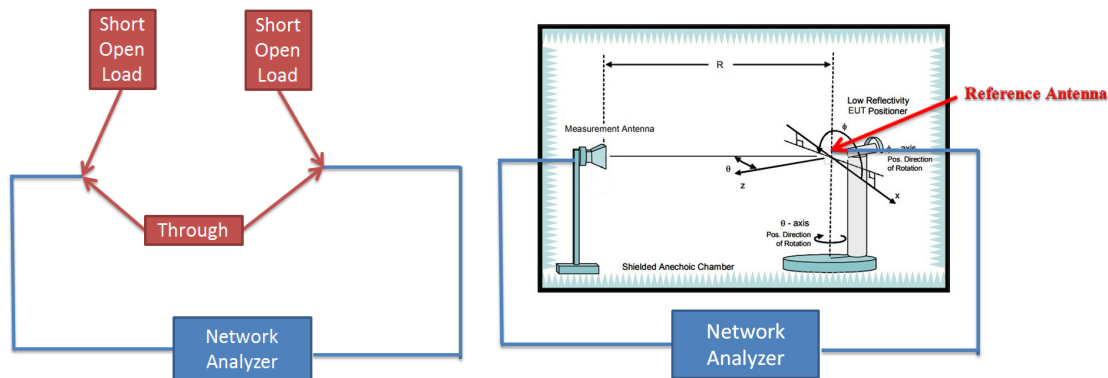 Short
Open
Load
Short
Open
Load
Through
Network
Analyzer
R
Reference Antenna
Low Reflectivity
EUT Positioner
Measurement Antenna
ϕ
ϕ - axis
Pos. Direction
of Rotation
θ
z
x
θ - axis
Pos. Direction
of Rotation
Shielded Anechoic Chamber
Network
Analyzer